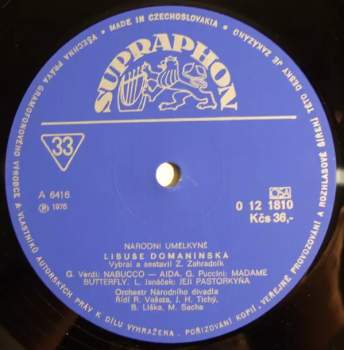 • MADE IN CZECHOSLOVAKIA • VŠECHNA PRÁVA GRAMOFONOVÉHO VÝROBCE A VLASTNÍKŮ AUTORSKÝCH PRÁV K DÍLU VYHRAŽENA. POŘIZOVÁNÍ KOPIÍ, VEŘEJNÉ PROVOZOVÁNÍ A ROZHLASOVÉ ŠÍŘENÍ TÉTO DESKY JE ZAKÁZÁNO
SUPRAPHON
33
A 6416
Ⓟ 1976
OSA
0 12 1810
Kčs 36,-
NÁRODNÍ UMĚLKYNĚ
LIBUŠE DOMANÍNSKÁ
Vybral a sestavil Z. Zahradník
G. Verdi: NABUCCO — AIDA. G. Puccini: MADAME
BUTTERFLY. L. Janáček: JEJÍ PASTORKYŇA
Orchestr Národního divadla
Řídí R. Vašata, J. H. Tichý,
B. Liška, M. Sachs